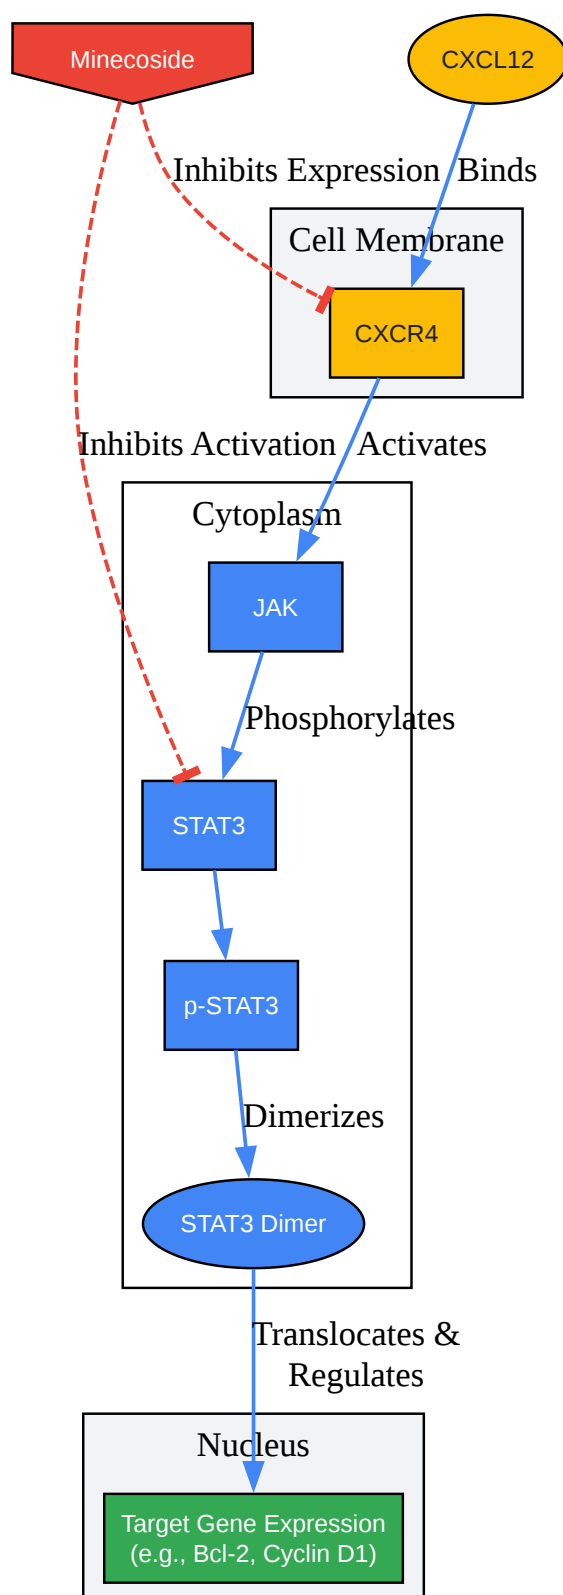 Minecoside
CXCL12
Inhibits Expression
Binds
Cell Membrane
CXCR4
Inhibits Activation
Activates
Cytoplasm
JAK
Phosphorylates
STAT3
p-STAT3
Dimerizes
STAT3 Dimer
Translocates &
Regulates
Nucleus
Target Gene Expression
(e.g., Bcl-2, Cyclin D1)